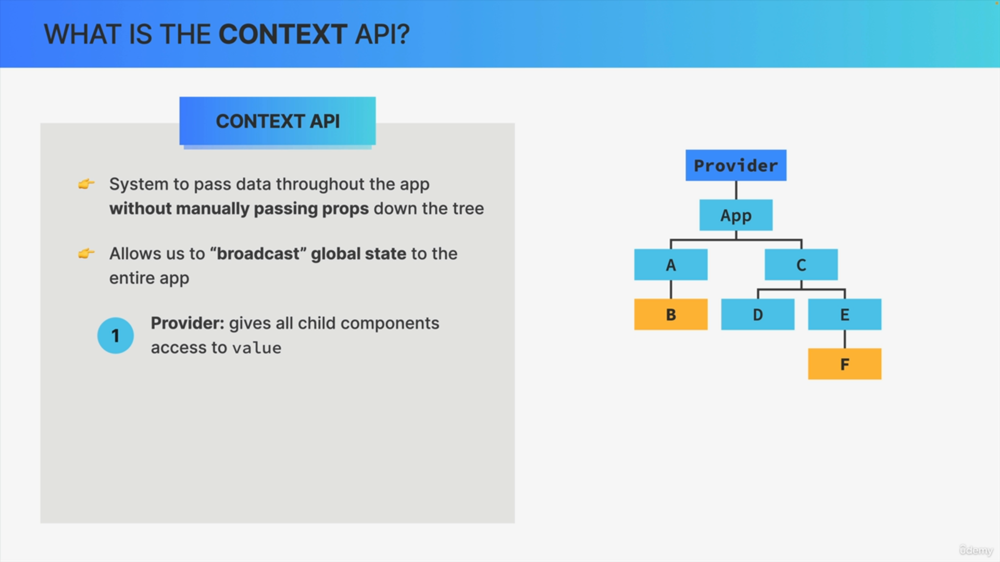 WHAT IS THE CONTEXT API?
CONTEXT API
👉 System to pass data throughout the app
without manually passing props down the tree
👉 Allows us to “broadcast” global state to the
entire app
1
Provider: gives all child components
access to value
Provider
App
A
C
B
D
E
F
ûdemy